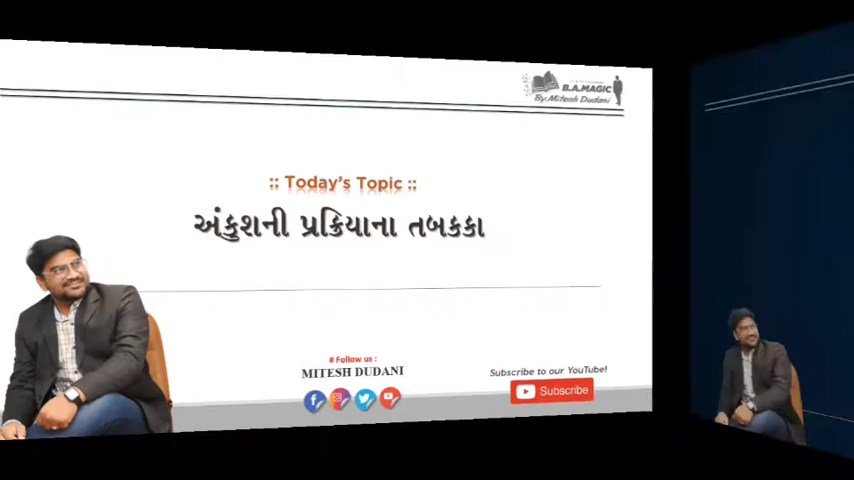 B.A.MAGIC
By:Mitesh Dudani
:: Today's Topic ::
અંકુશની પ્રક્રિયાના તબકકા
# Follow us :
MITESH DUDANI
Subscribe to our YouTube!
Subscribe